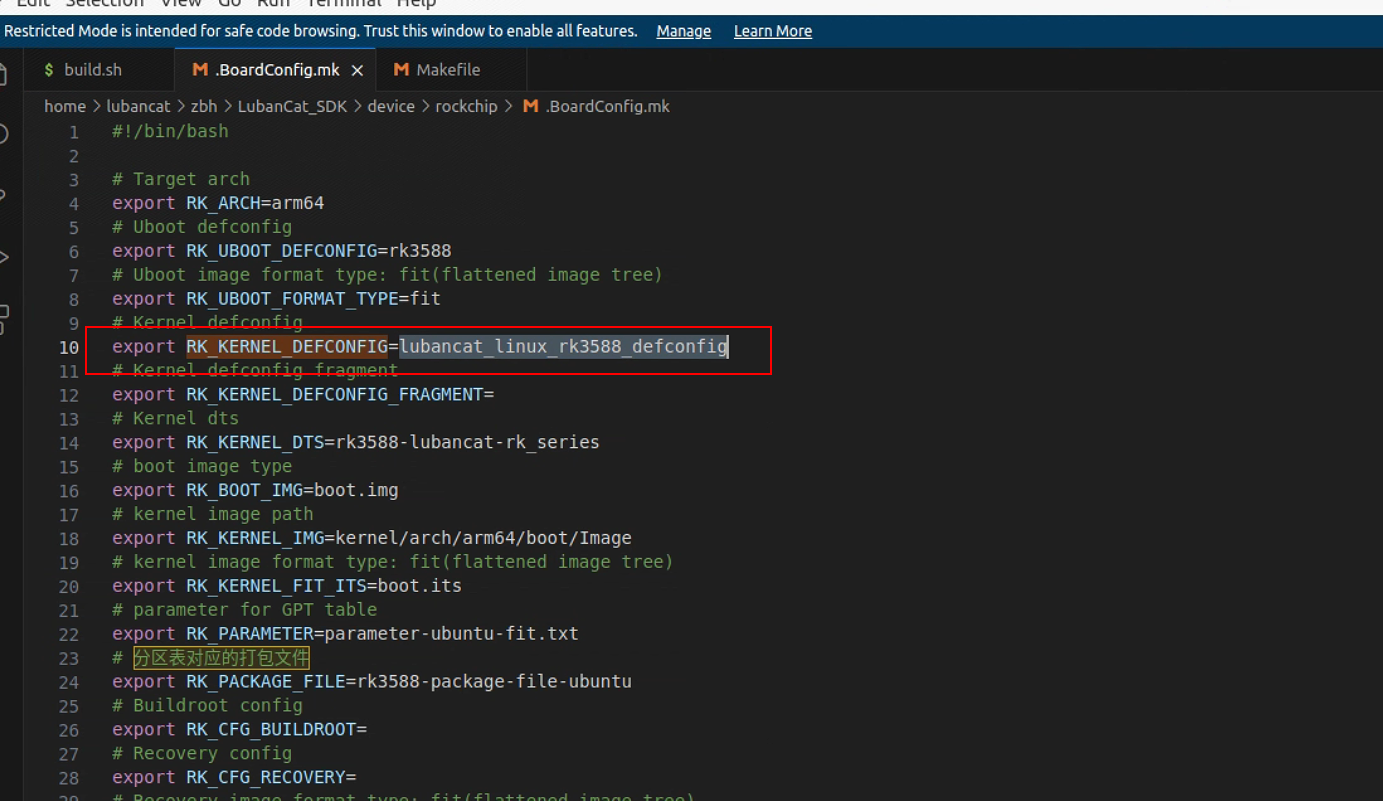 Edit Selection View Go Run Terminal Help
Restricted Mode is intended for safe code browsing. Trust this window to enable all features. Manage Learn More
$ build.sh M .BoardConfig.mk × M Makefile
home > lubancat > zbh > LubanCat_SDK > device > rockchip > M .BoardConfig.mk
1 #!/bin/bash
2
3 # Target arch
4 export RK_ARCH=arm64
5 # Uboot defconfig
6 export RK_UBOOT_DEFCONFIG=rk3588
7 # Uboot image format type: fit(flattened image tree)
8 export RK_UBOOT_FORMAT_TYPE=fit
9 # Kernel defconfig
10 export RK_KERNEL_DEFCONFIG=lubancat_linux_rk3588_defconfig
11 # Kernel defconfig fragment
12 export RK_KERNEL_DEFCONFIG_FRAGMENT=
13 # Kernel dts
14 export RK_KERNEL_DTS=rk3588-lubancat-rk_series
15 # boot image type
16 export RK_BOOT_IMG=boot.img
17 # kernel image path
18 export RK_KERNEL_IMG=kernel/arch/arm64/boot/Image
19 # kernel image format type: fit(flattened image tree)
20 export RK_KERNEL_FIT_ITS=boot.its
21 # parameter for GPT table
22 export RK_PARAMETER=parameter-ubuntu-fit.txt
23 # 分区表对应的打包文件
24 export RK_PACKAGE_FILE=rk3588-package-file-ubuntu
25 # Buildroot config
26 export RK_CFG_BUILDROOT=
27 # Recovery config
28 export RK_CFG_RECOVERY=
29 # Recovery image format type: fit(flattened image tree)